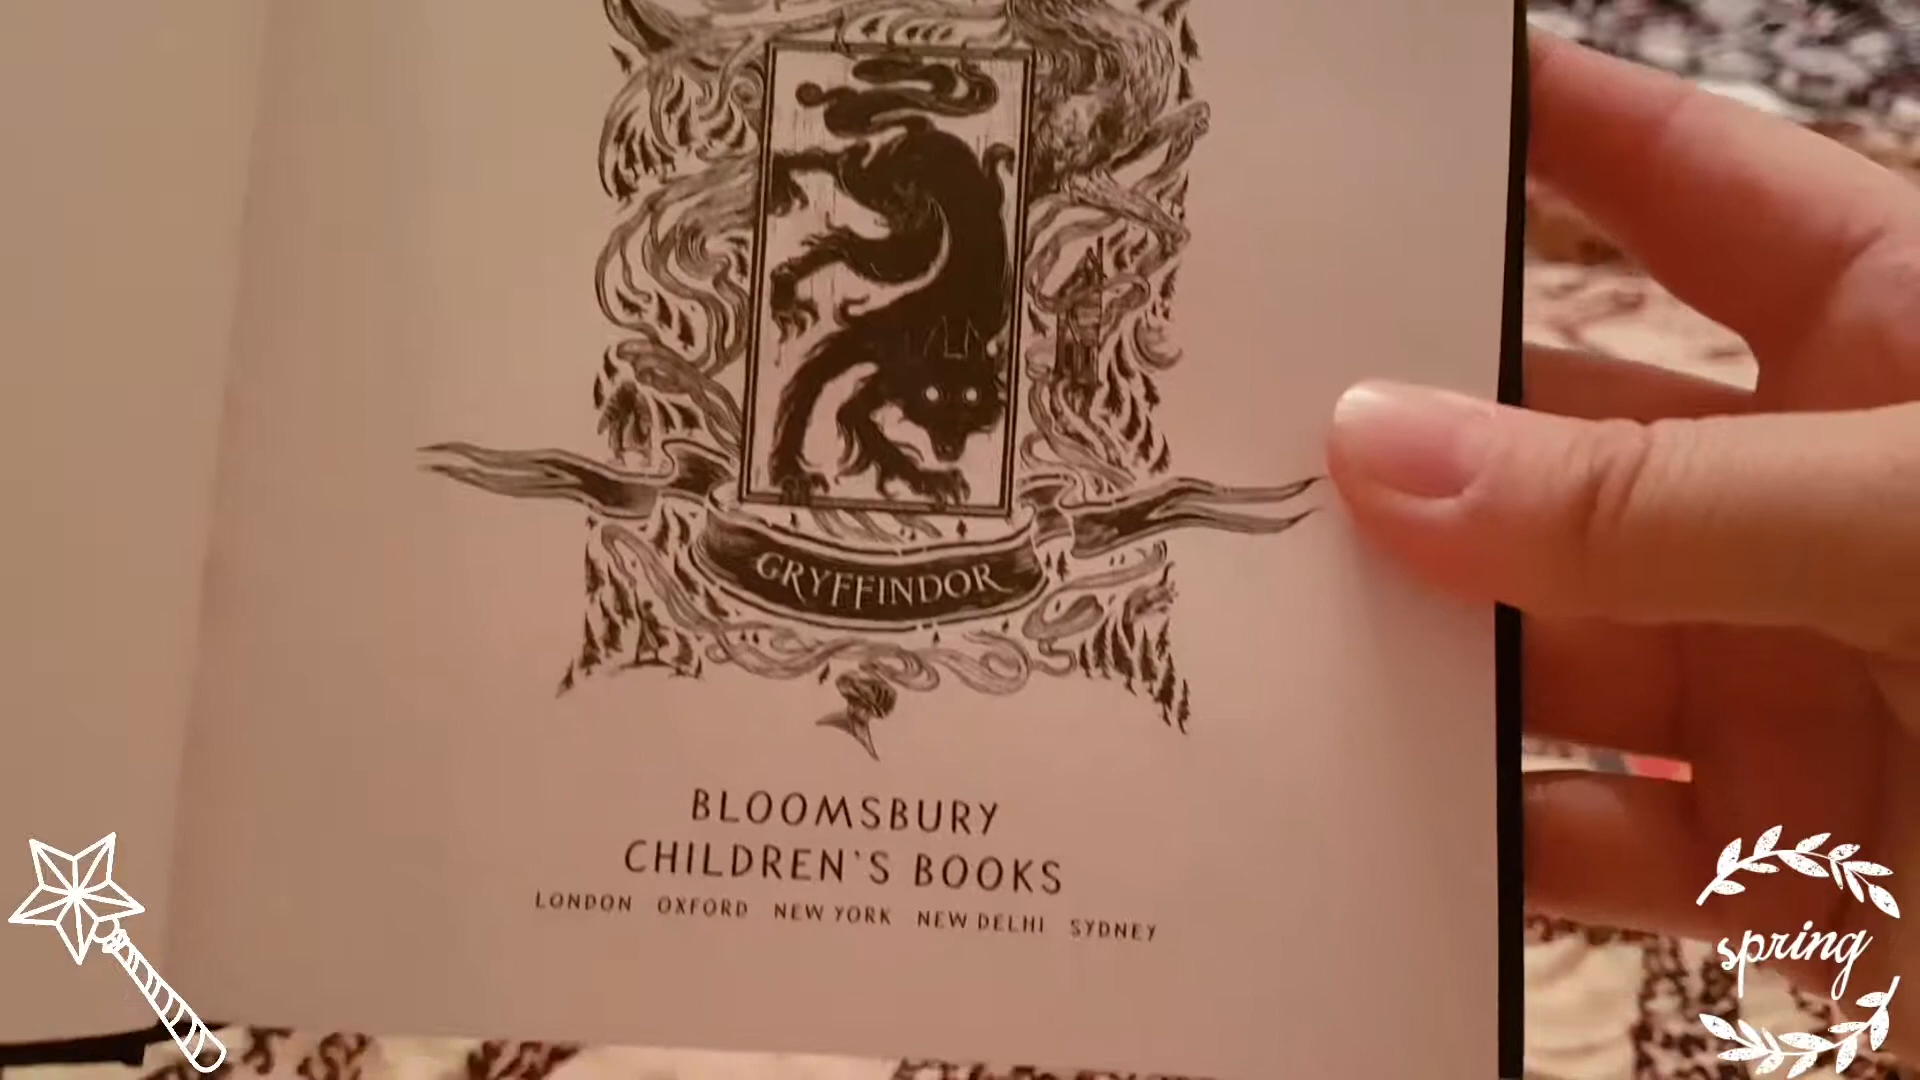 GRYFFINDOR
BLOOMSBURY
CHILDREN'S BOOKS
LONDON OXFORD NEW YORK NEW DELHI SYDNEY
spring